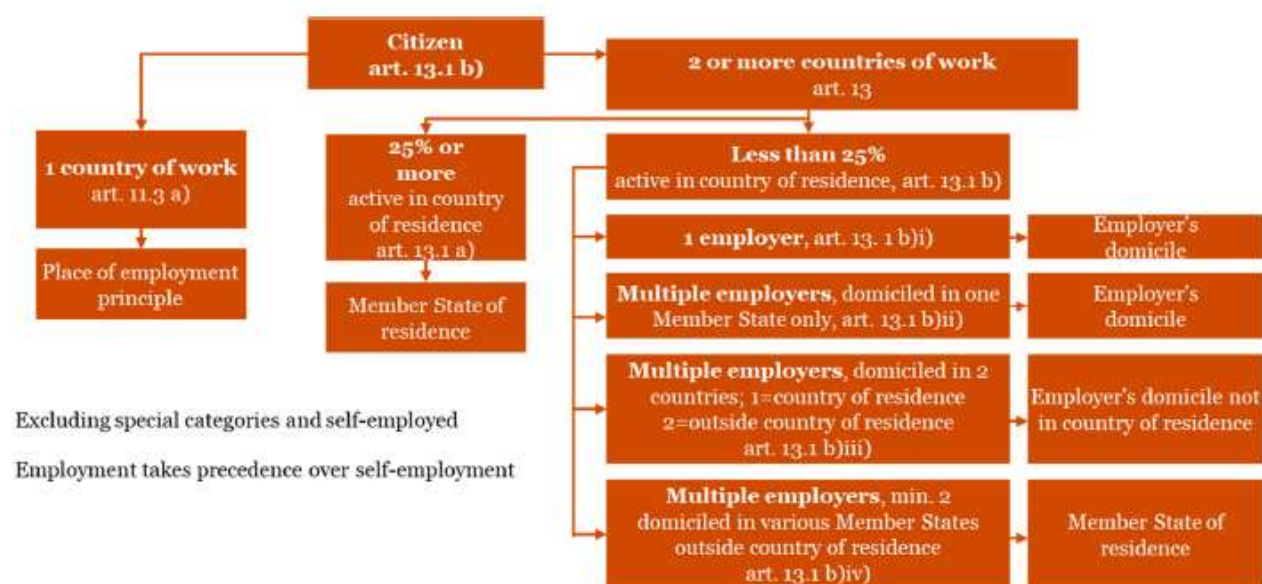 Citizen
art. 13.1 b)
2 or more countries of work
art. 13
1 country of work
art. 11.3 a)
Place of employment
principle
25% or
more
active in country
of residence
art. 13.1 a)
Member State of
residence
Less than 25%
active in country of residence, art. 13.1 b)
1 employer, art. 13. 1 b)i)
Employer's
domicile
Multiple employers, domiciled in one
Member State only, art. 13.1 b)ii)
Employer's
domicile
Multiple employers, domiciled in 2
countries; 1=country of residence
2=outside country of residence
art. 13.1 b)iii)
Employer's domicile not
in country of residence
Multiple employers, min. 2
domiciled in various Member States
outside country of residence
art. 13.1 b)iv)
Member State of
residence
Excluding special categories and self-employed
Employment takes precedence over self-employment